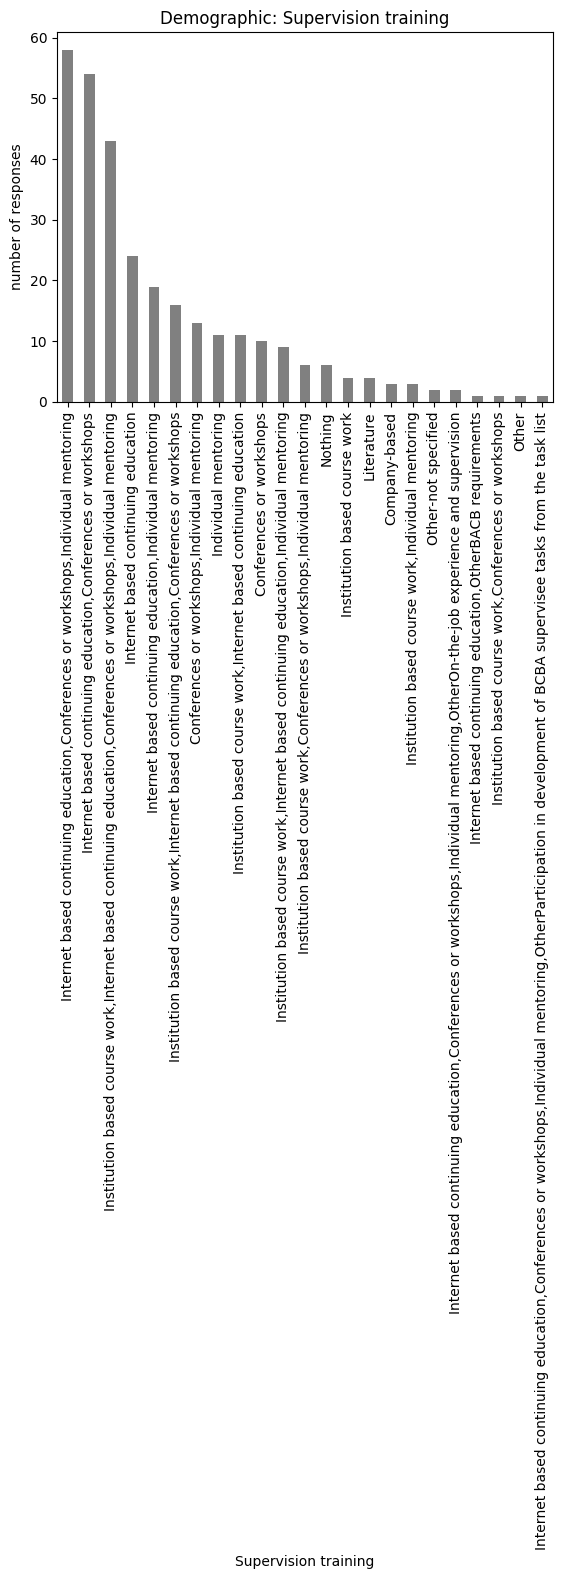 Demographic: Supervision training
number of responses
60
50
40
30
20
10
0
Internet based continuing education,Conferences or workshops,Individual mentoring
Internet based continuing education,Conferences or workshops
Institution based course work,Internet based continuing education,Conferences or workshops,Individual mentoring
Internet based continuing education
Internet based continuing education,Individual mentoring
Institution based course work,Internet based continuing education,Conferences or workshops
Conferences or workshops,Individual mentoring
Individual mentoring
Institution based course work,Internet based continuing education
Conferences or workshops
Institution based course work,Internet based continuing education,Individual mentoring
Institution based course work,Conferences or workshops,Individual mentoring
Nothing
Institution based course work
Literature
Company-based
Institution based course work,Individual mentoring
Other-not specified
Internet based continuing education,Conferences or workshops,Individual mentoring,OtherOn-the-job experience and supervision
Internet based continuing education,OtherBACB requirements
Institution based course work,Conferences or workshops
Other
Internet based continuing education,Conferences or workshops,Individual mentoring,OtherParticipation in development of BCBA supervisee tasks from the task list
Supervision training